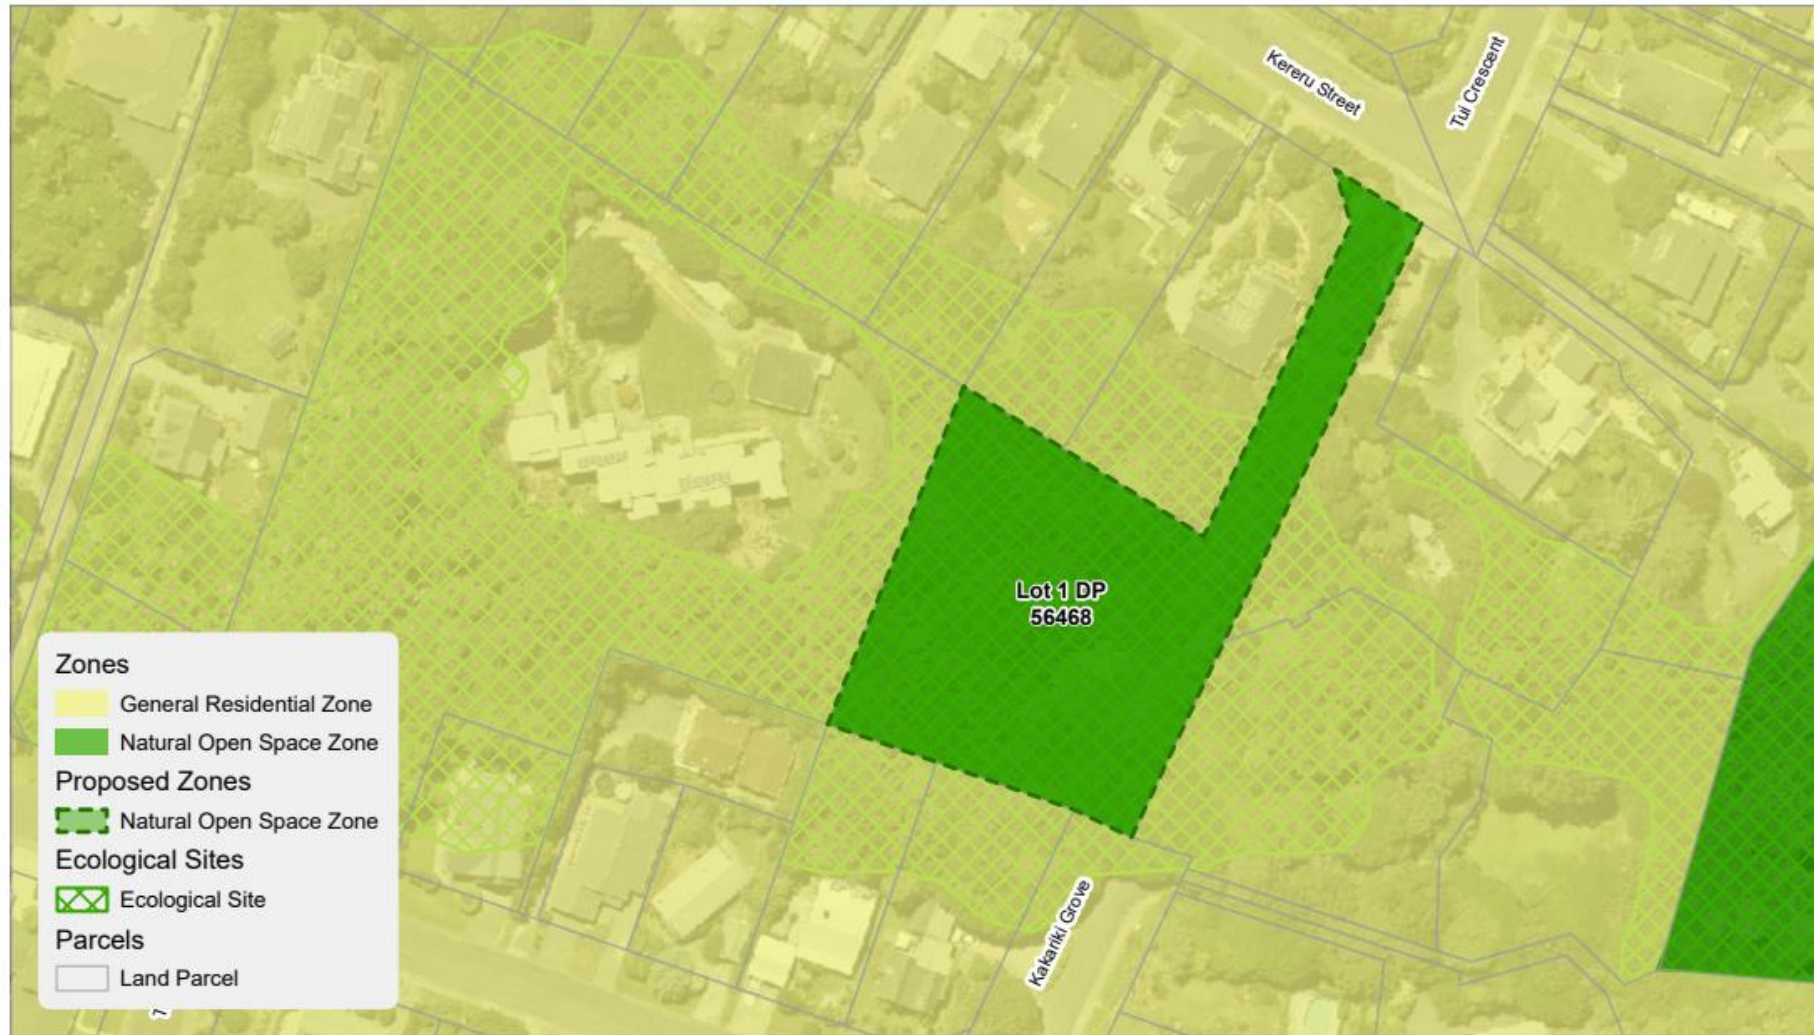 Kereru Street
Tui Crescent
Lot 1 DP
56468
Zones
General Residential Zone
Natural Open Space Zone
Proposed Zones
Natural Open Space Zone
Ecological Sites
Ecological Site
Parcels
Land Parcel
Kakariki Grove